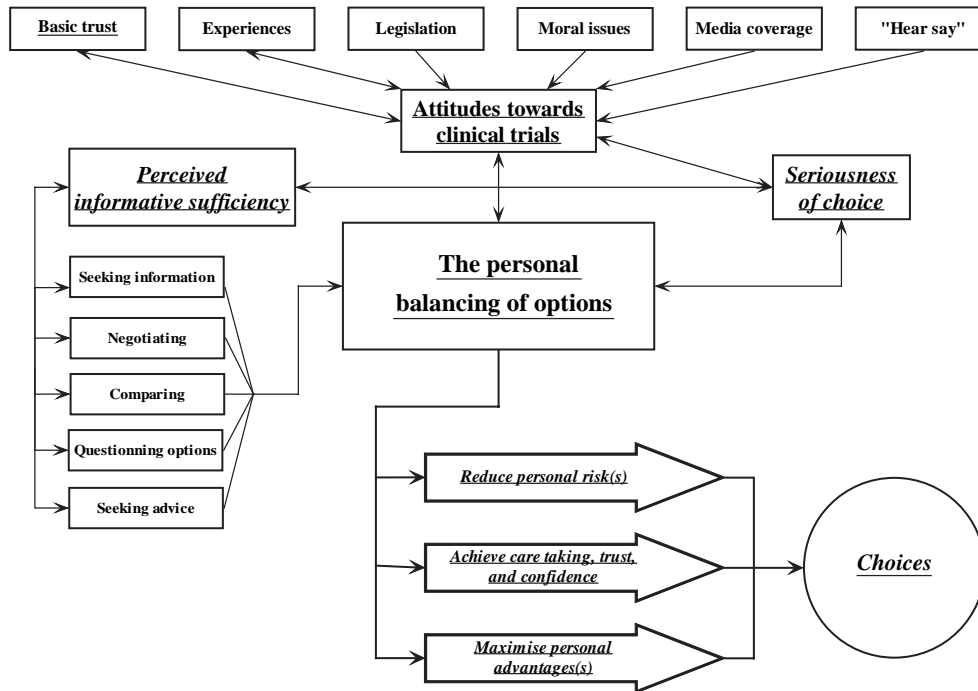 Basic trust
Experiences
Legislation
Moral issues
Media coverage
"Hear say"
Attitudes towards
clinical trials
Perceived
informative sufficiency
Seriousness
of choice
The personal
balancing of options
Seeking information
Negotiating
Comparing
Questionning options
Seeking advice
Reduce personal risk(s)
Achieve care taking, trust,
and confidence
Maximise personal
advantages(s)
Choices